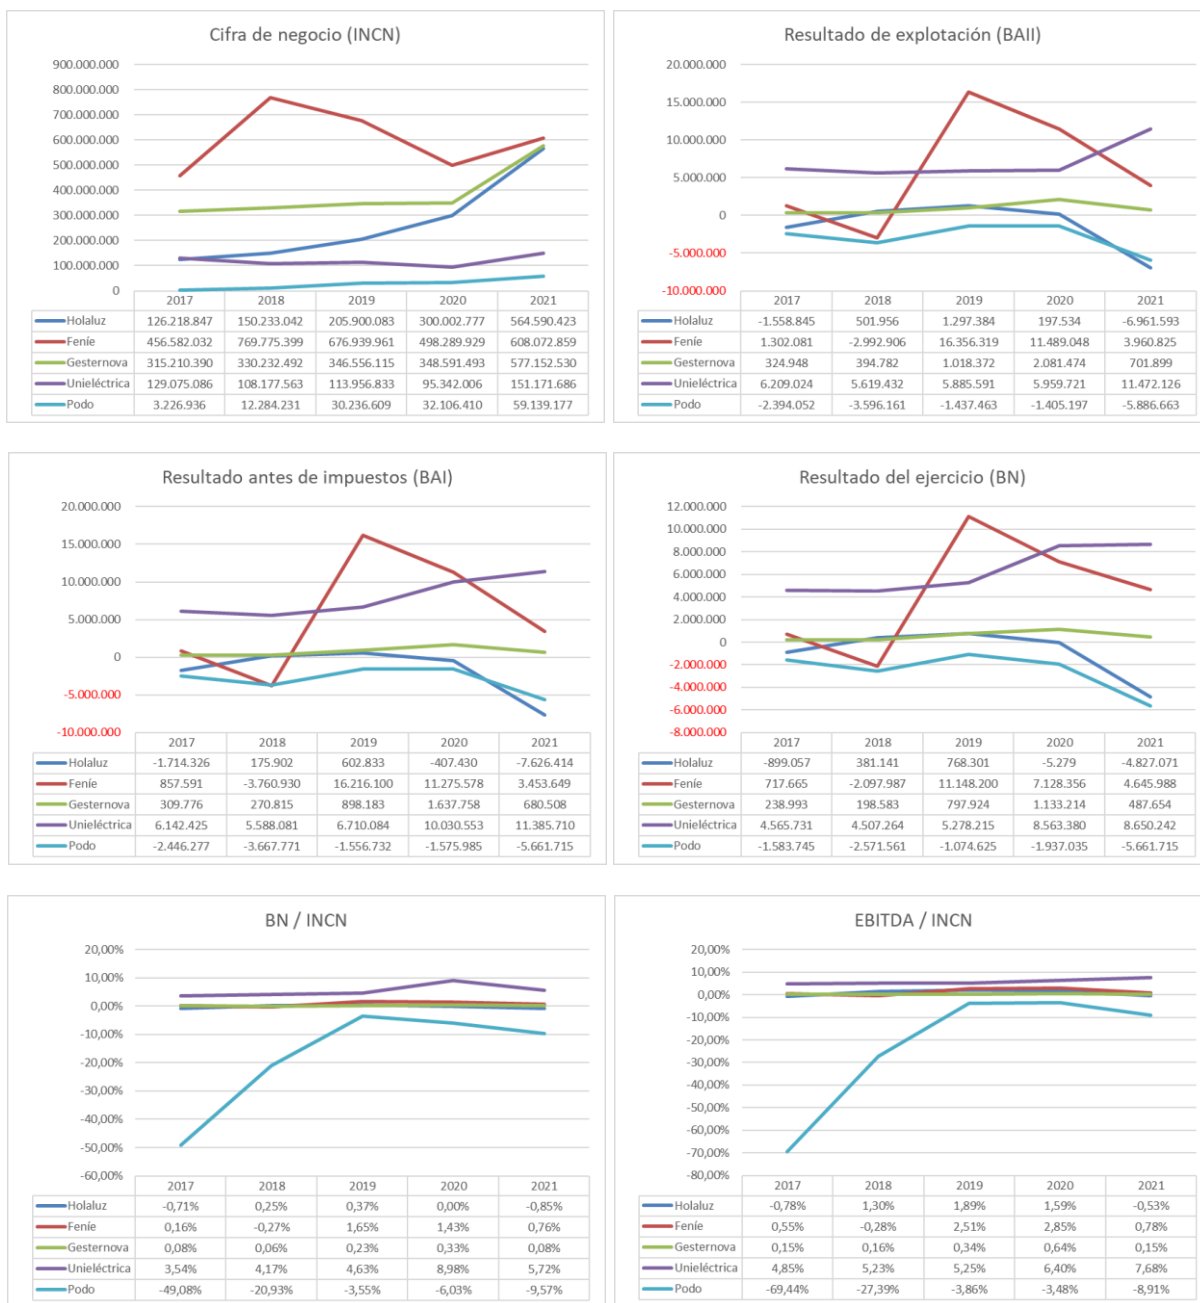 Cifra de negocio (INCN)
900.000.000
800.000.000
700.000.000
600.000.000
500.000.000
400.000.000
300.000.000
200.000.000
100.000.000
0
2017 2018 2019 2020 2021
Holaluz 126.218.847 150.233.042 205.900.083 300.002.777 564.590.423
Feníe 456.582.032 769.775.399 676.939.961 498.289.929 608.072.859
Gesternova 315.210.390 330.232.492 346.556.115 348.591.493 577.152.530
Unieléctrica 129.075.086 108.177.563 113.956.833 95.342.006 151.171.686
Podo 3.226.936 12.284.231 30.236.609 32.106.410 59.139.177
Resultado de explotación (BAII)
20.000.000
15.000.000
10.000.000
5.000.000
0
-5.000.000
-10.000.000
2017 2018 2019 2020 2021
Holaluz -1.558.845 501.956 1.297.384 197.534 -6.961.593
Feníe 1.302.081 -2.992.906 16.356.319 11.489.048 3.960.825
Gesternova 324.948 394.782 1.018.372 2.081.474 701.899
Unieléctrica 6.209.024 5.619.432 5.885.591 5.959.721 11.472.126
Podo -2.394.052 -3.596.161 -1.437.463 -1.405.197 -5.886.663
Resultado antes de impuestos (BAI)
20.000.000
15.000.000
10.000.000
5.000.000
0
-5.000.000
-10.000.000
2017 2018 2019 2020 2021
Holaluz -1.714.326 175.902 602.833 -407.430 -7.626.414
Feníe 857.591 -3.760.930 16.216.100 11.275.578 3.453.649
Gesternova 309.776 270.815 898.183 1.637.758 680.508
Unieléctrica 6.142.425 5.588.081 6.710.084 10.030.553 11.385.710
Podo -2.446.277 -3.667.771 -1.556.732 -1.575.985 -5.661.715
Resultado del ejercicio (BN)
12.000.000
10.000.000
8.000.000
6.000.000
4.000.000
2.000.000
0
-2.000.000
-4.000.000
-6.000.000
-8.000.000
2017 2018 2019 2020 2021
Holaluz -899.057 381.141 768.301 -5.279 -4.827.071
Feníe 717.665 -2.097.987 11.148.200 7.128.356 4.645.988
Gesternova 238.993 198.583 797.924 1.133.214 487.654
Unieléctrica 4.565.731 4.507.264 5.278.215 8.563.380 8.650.242
Podo -1.583.745 -2.571.561 -1.074.625 -1.937.035 -5.661.715
BN / INCN
20,00%
10,00%
0,00%
-10,00%
-20,00%
-30,00%
-40,00%
-50,00%
-60,00%
2017 2018 2019 2020 2021
Holaluz -0,71% 0,25% 0,37% 0,00% -0,85%
Feníe 0,16% -0,27% 1,65% 1,43% 0,76%
Gesternova 0,08% 0,06% 0,23% 0,33% 0,08%
Unieléctrica 3,54% 4,17% 4,63% 8,98% 5,72%
Podo -49,08% -20,93% -3,55% -6,03% -9,57%
EBITDA / INCN
20,00%
10,00%
0,00%
-10,00%
-20,00%
-30,00%
-40,00%
-50,00%
-60,00%
-70,00%
-80,00%
2017 2018 2019 2020 2021
Holaluz -0,78% 1,30% 1,89% 1,59% -0,53%
Feníe 0,55% -0,28% 2,51% 2,85% 0,78%
Gesternova 0,15% 0,16% 0,34% 0,64% 0,15%
Unieléctrica 4,85% 5,23% 5,25% 6,40% 7,68%
Podo -69,44% -27,39% -3,86% -3,48% -8,91%